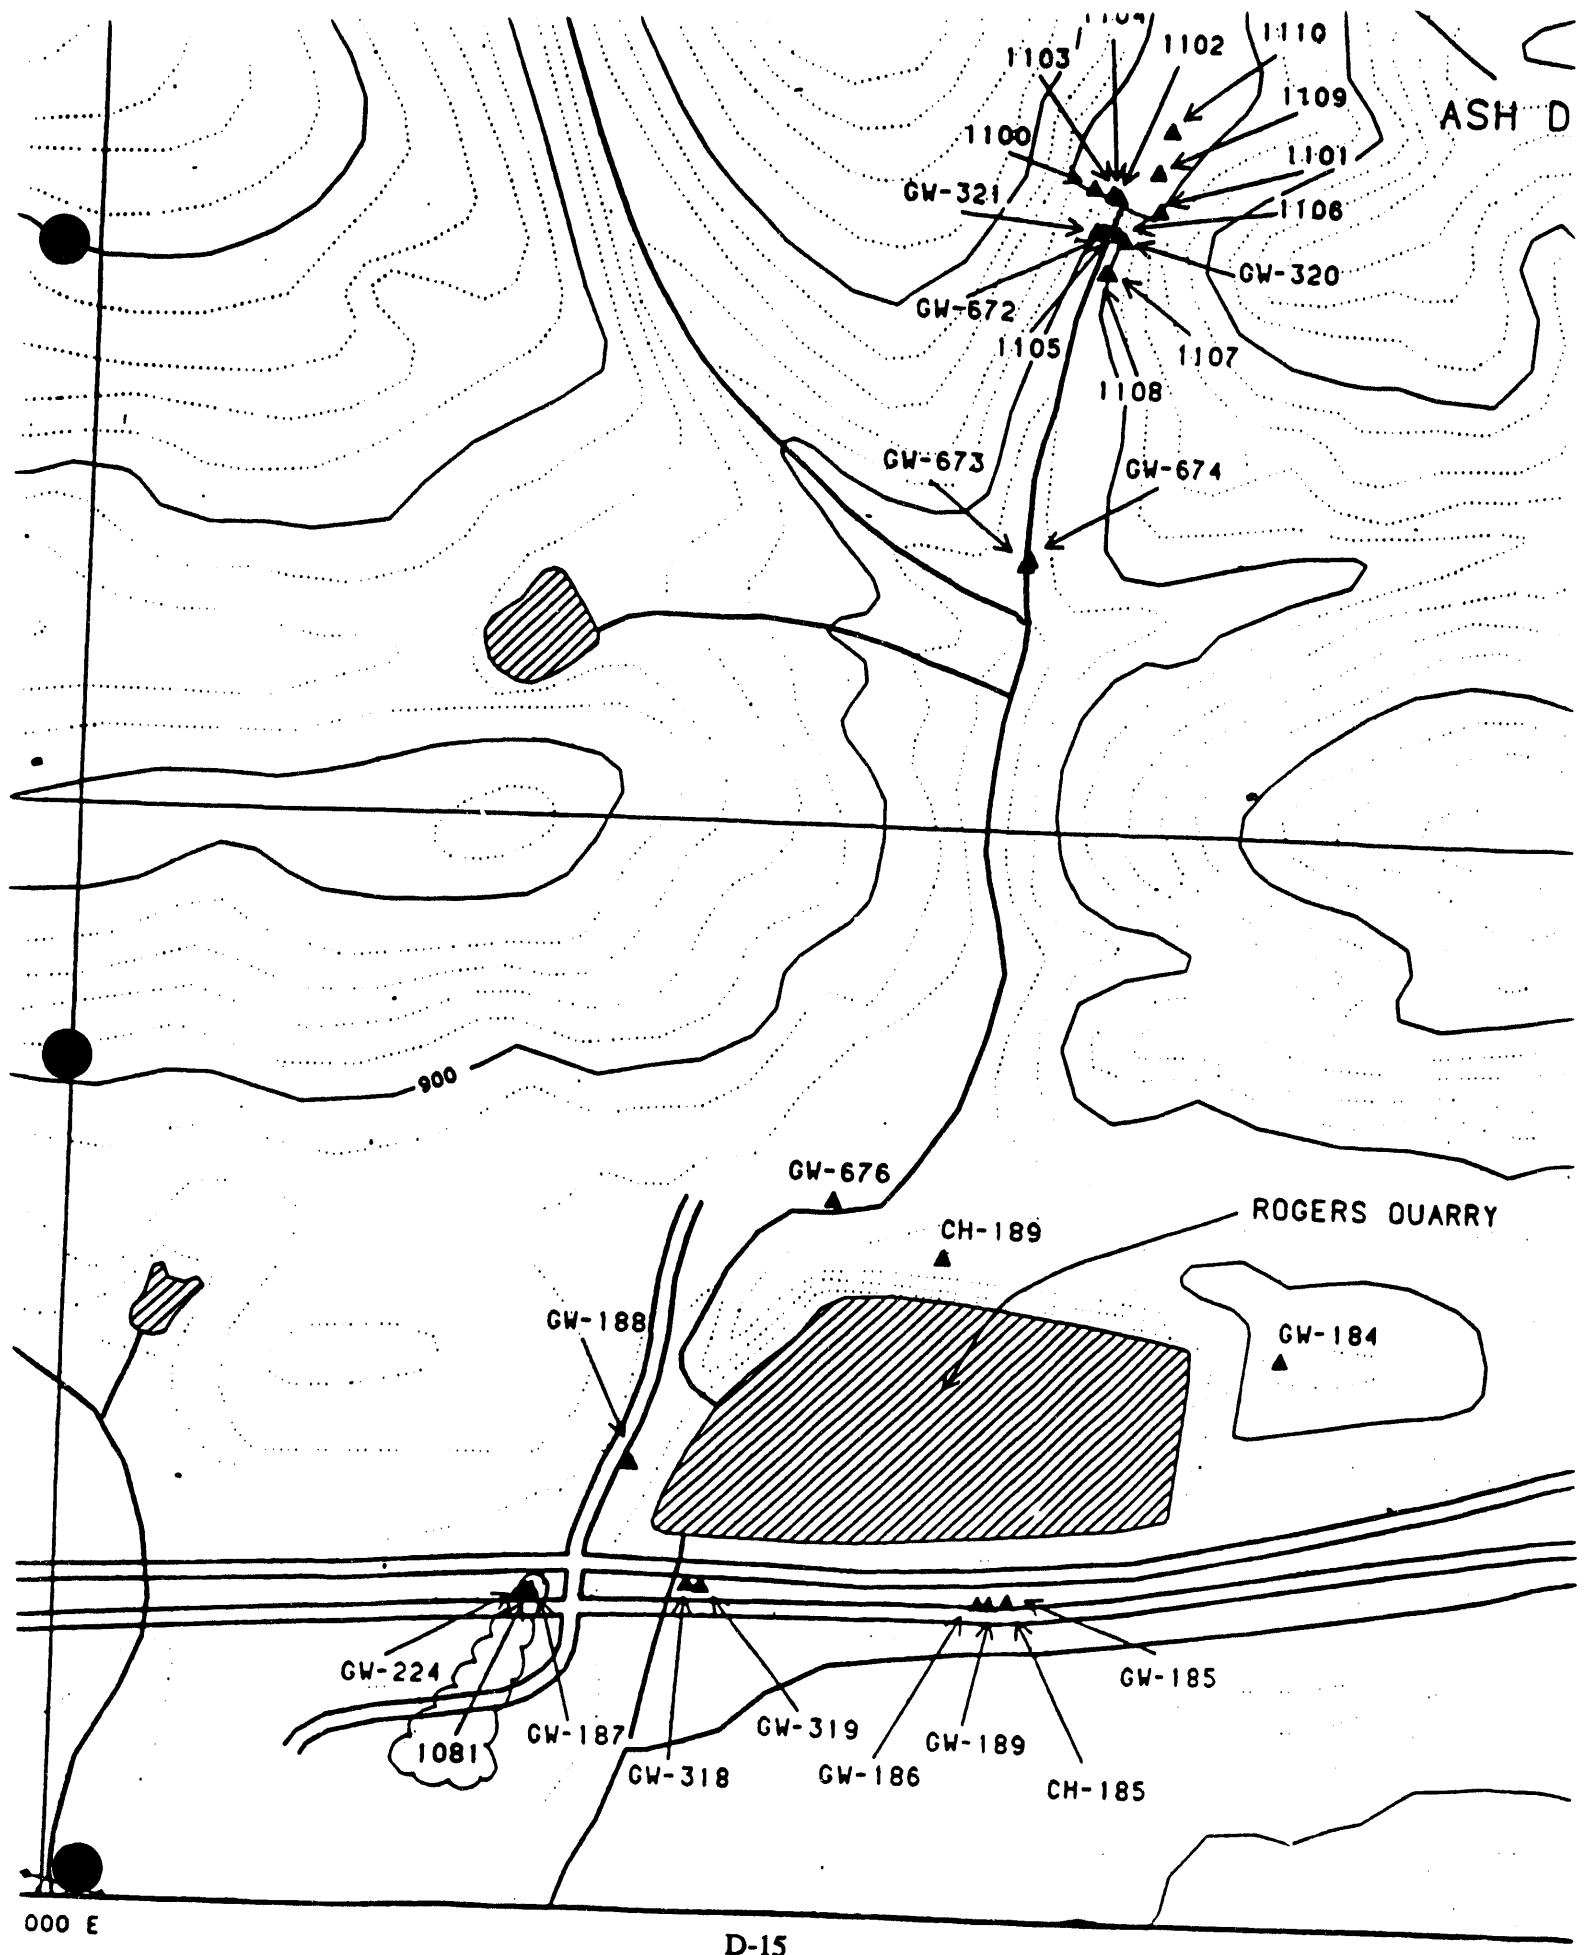 1104
1102
1110
1103
1109
ASH D
1100
1101
GW-321
1106
GW-320
GW-672
1105
1107
1108
GW-673
GW-674
900
GW-676
ROGERS QUARRY
CH-189
GW-188
GW-184
GW-224
GW-185
GW-187
GW-319
1081
GW-189
GW-318
GW-186
CH-185
000 E
D-15